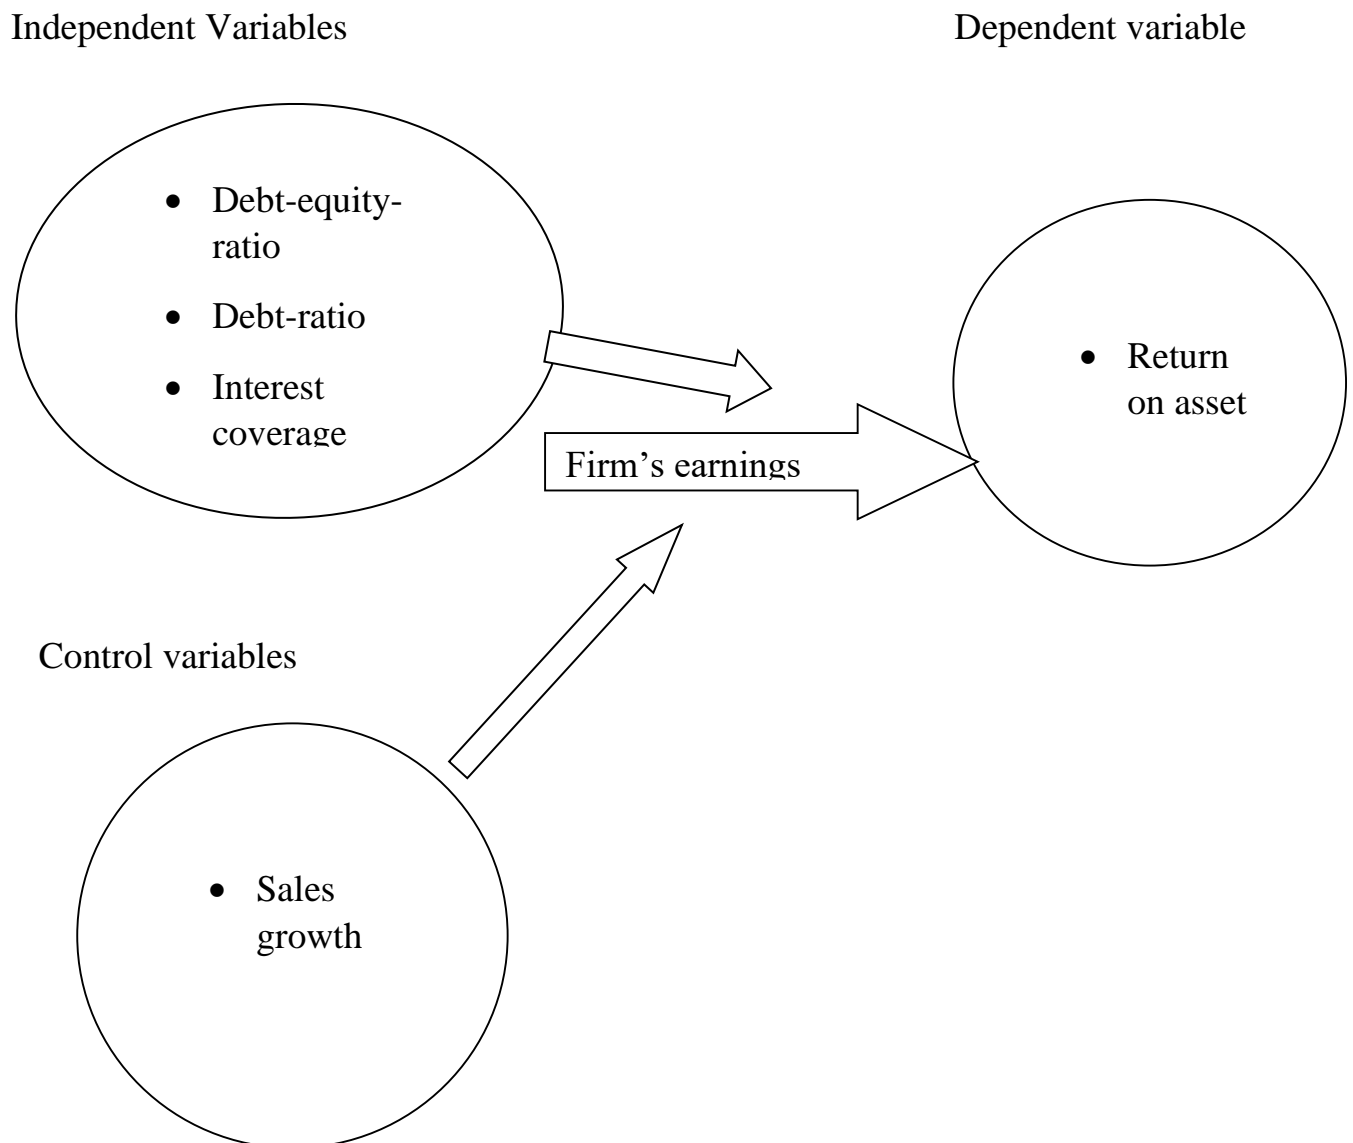 Independent Variables
Dependent variable
• Debt-equity-
ratio
• Debt-ratio
• Interest
coverage
• Return
on asset
Firm’s earnings
Control variables
• Sales
growth